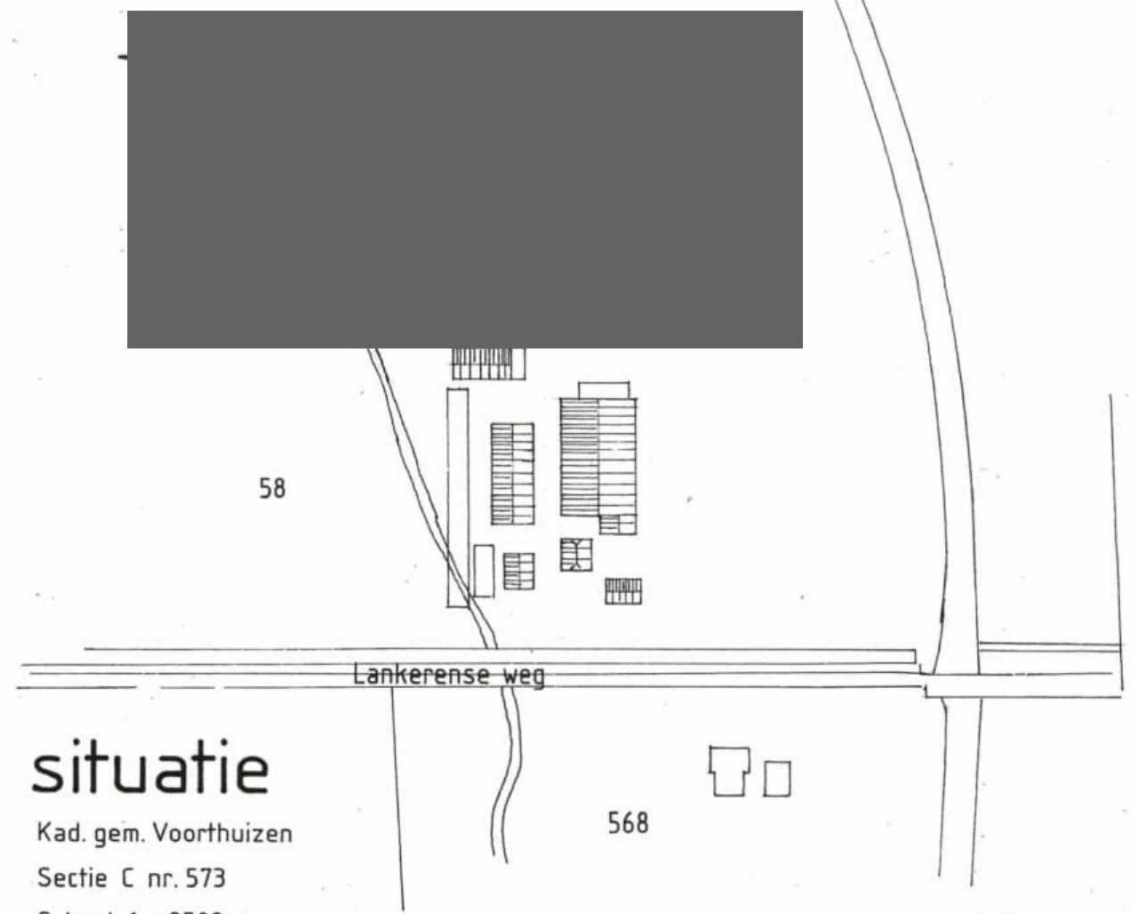 58
Lankerense weg
situatie
568
Kad. gem. Voorthuizen
Sectie C nr. 573